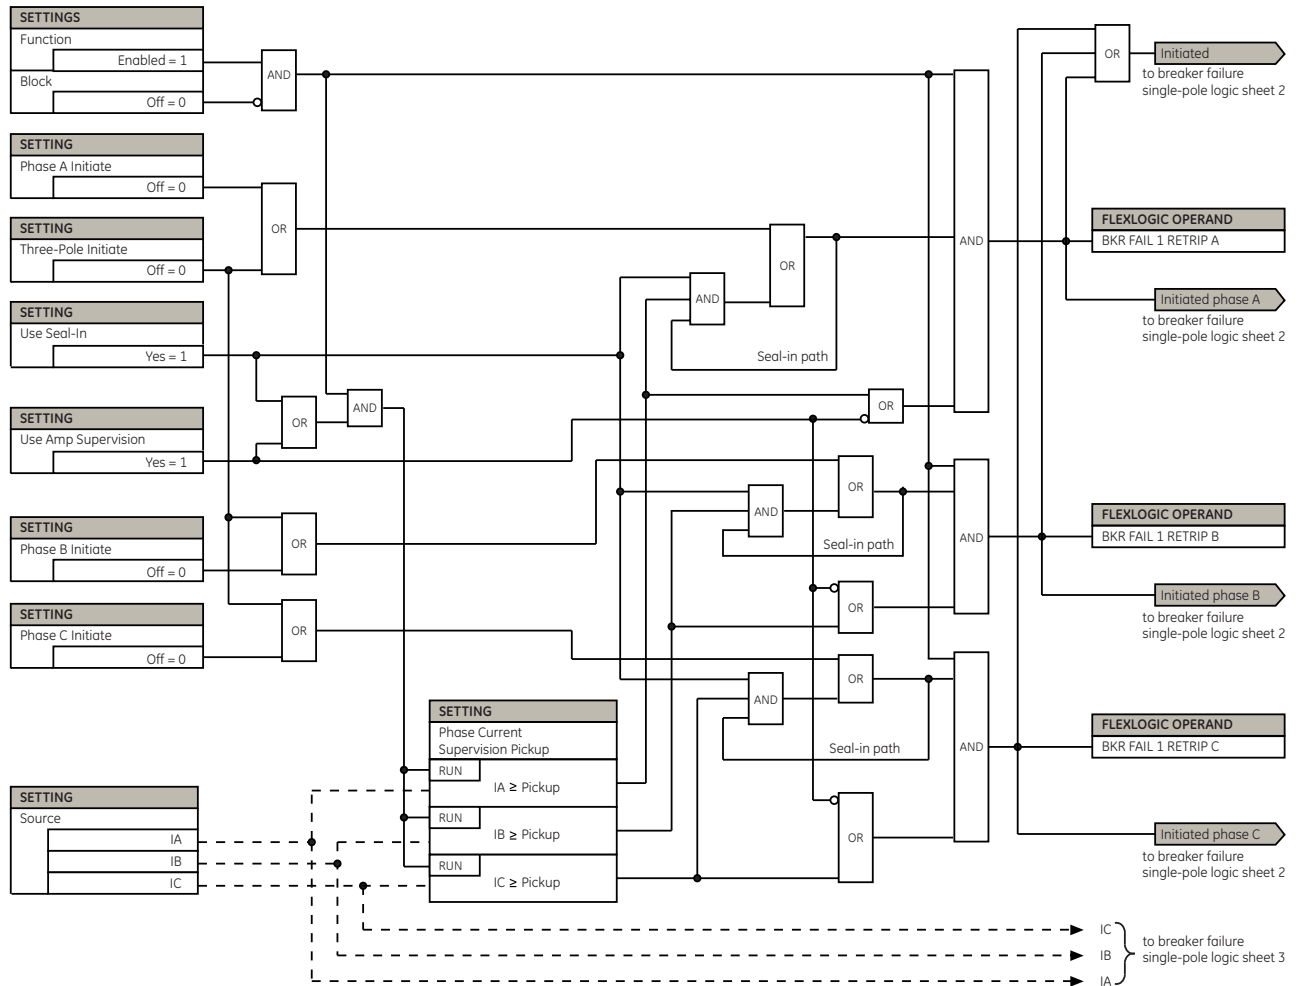 SETTINGS
Function
Enabled = 1
Block
Off = 0
AND
SETTING
Phase A Initiate
Off = 0
SETTING
Three-Pole Initiate
Off = 0
OR
SETTING
Use Seal-In
Yes = 1
SETTING
Use Amp Supervision
Yes = 1
OR
AND
SETTING
Phase B Initiate
Off = 0
OR
SETTING
Phase C Initiate
Off = 0
OR
SETTING
Source
IA
IB
IC
SETTING
Phase Current
Supervision Pickup
RUN
IA ≥ Pickup
RUN
IB ≥ Pickup
RUN
IC ≥ Pickup
AND
OR
Seal-in path
OR
AND
AND
OR
Seal-in path
OR
AND
AND
OR
Seal-in path
OR
AND
OR
Initiated
to breaker failure
single-pole logic sheet 2
FLEXLOGIC OPERAND
BKR FAIL 1 RETRIP A
Initiated phase A
to breaker failure
single-pole logic sheet 2
FLEXLOGIC OPERAND
BKR FAIL 1 RETRIP B
Initiated phase B
to breaker failure
single-pole logic sheet 2
FLEXLOGIC OPERAND
BKR FAIL 1 RETRIP C
Initiated phase C
to breaker failure
single-pole logic sheet 2
IC
IB
IA
to breaker failure
single-pole logic sheet 3